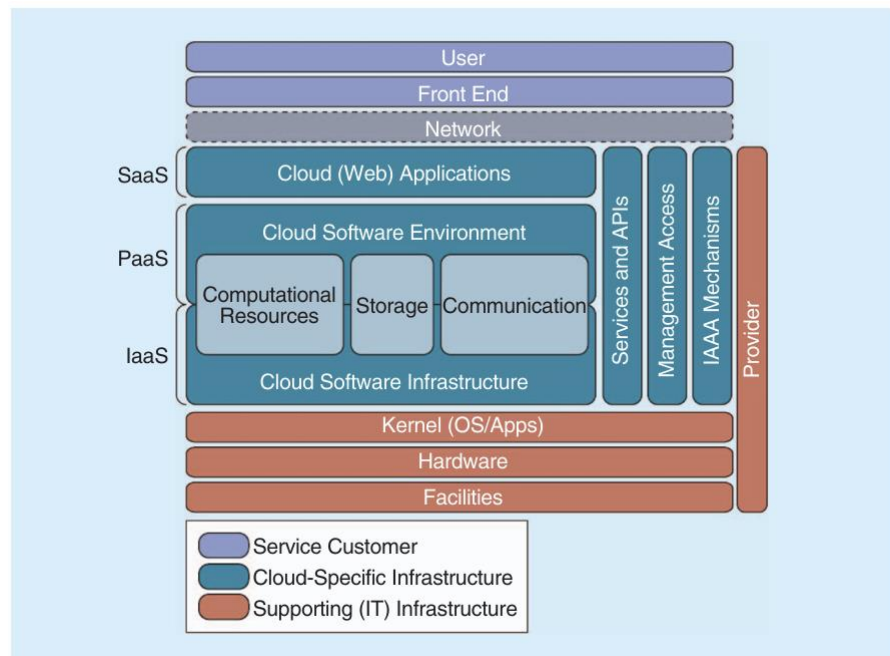 User
Front End
Network
SaaS
Cloud (Web) Applications
PaaS
Cloud Software Environment
Computational
Resources
Storage
Communication
IaaS
Cloud Software Infrastructure
Services and APIs
Management Access
IAAA Mechanisms
Provider
Kernel (OS/Apps)
Hardware
Facilities
Service Customer
Cloud-Specific Infrastructure
Supporting (IT) Infrastructure